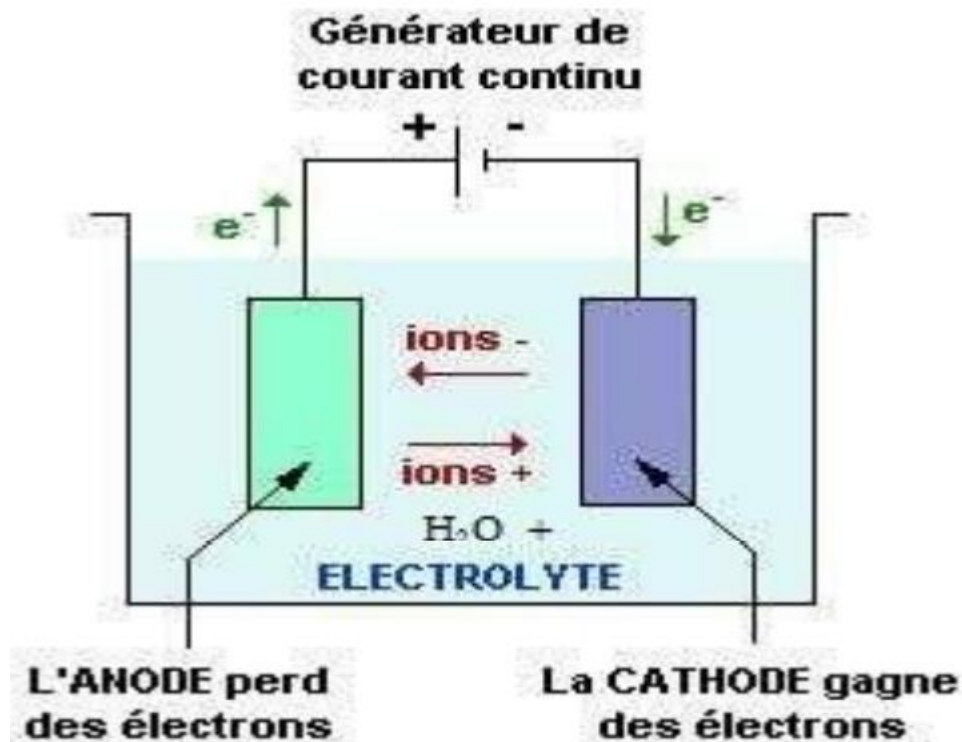 Générateur de
courant continu
+ -
e⁻
e⁻
ions -
ions +
H₂O +
ELECTROLYTE
L'ANODE perd
des électrons
La CATHODE gagne
des électrons